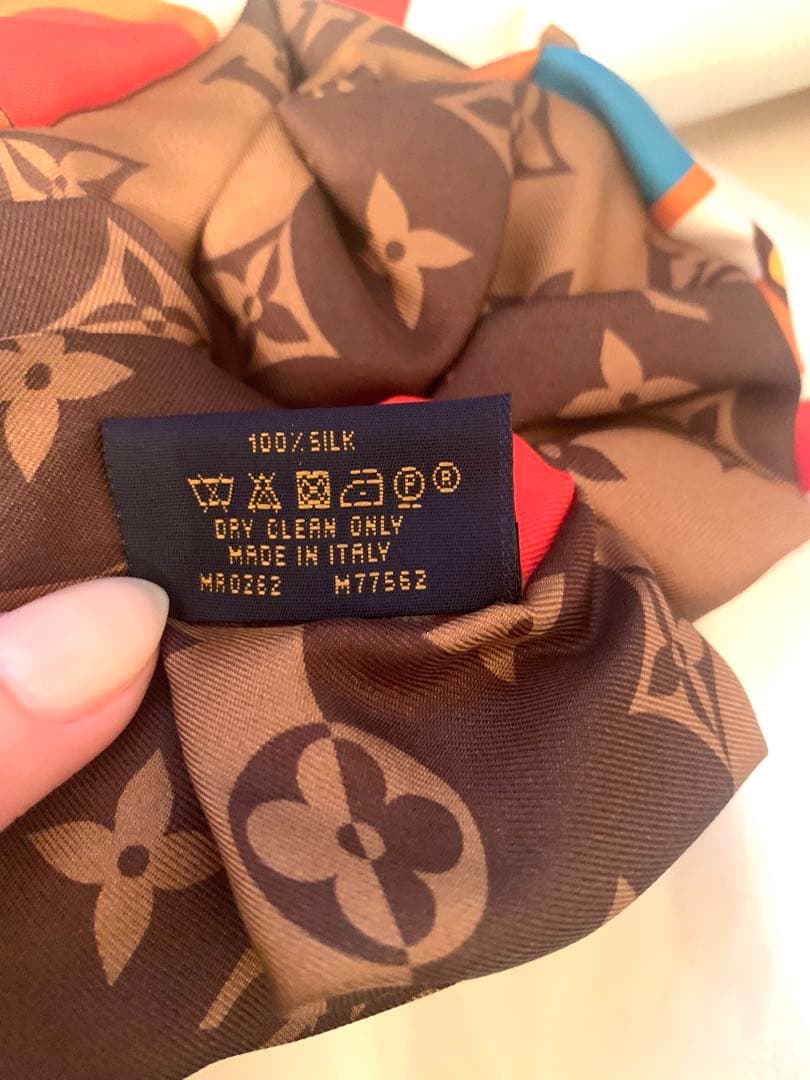 100% SILK
P R
DRY CLEAN ONLY
MADE IN ITALY
MA0262 M77562